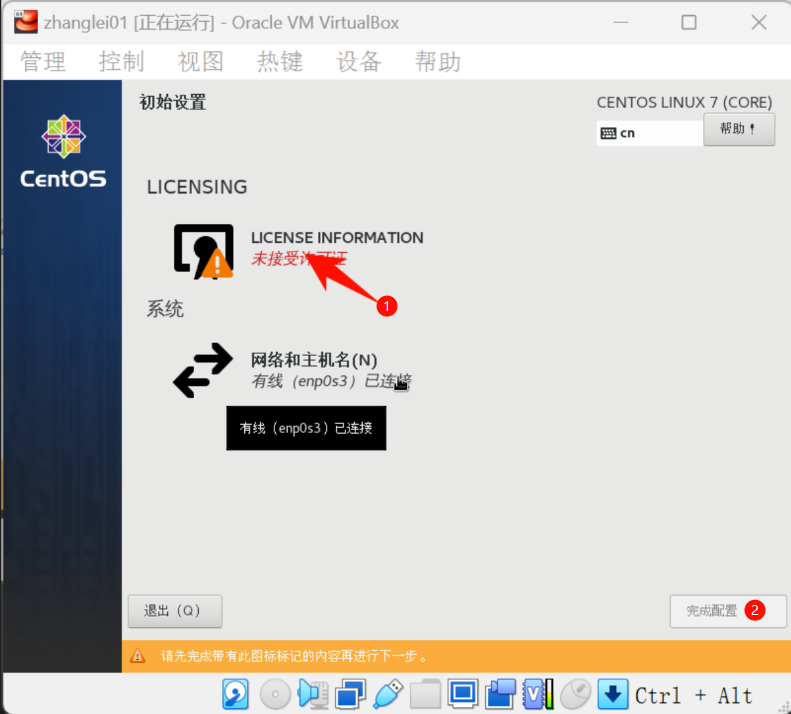 zhanglei01 [正在运行] - Oracle VM VirtualBox
管理 控制 视图 热键 设备 帮助
初始设置
CENTOS LINUX 7 (CORE)
cn
帮助！
CentOS
LICENSING
LICENSE INFORMATION
未接受许可证
1
系统
网络和主机名(N)
有线（enp0s3）已连接
有线（enp0s3）已连接
退出（Q）
完成配置
2
请先完成带有此图标标记的内容再进行下一步。
Ctrl + Alt